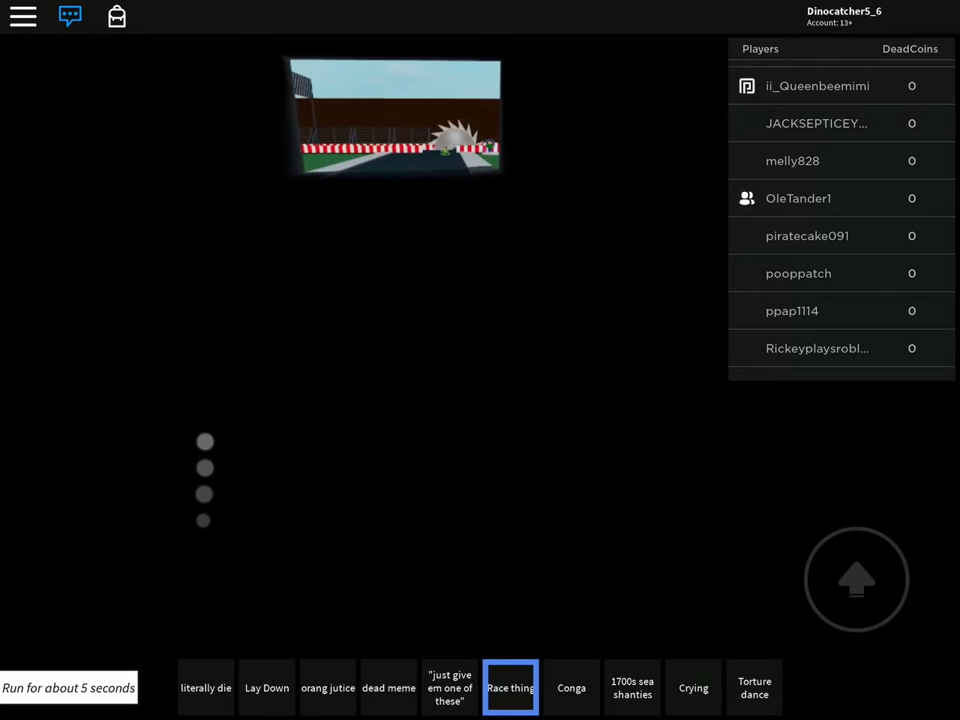 Dinocatcher5_6
Account: 13+
Players DeadCoins
ii_Queenbeemimi 0
JACKSEPTICEY... 0
melly828 0
OleTander1 0
piratecake091 0
pooppatch 0
ppap1114 0
Rickeyplaysrobl... 0
Run for about 5 seconds
literally die
Lay Down
orang jutice
dead meme
"just give
em one of
these"
Race thing
Conga
1700s sea
shanties
Crying
Torture
dance